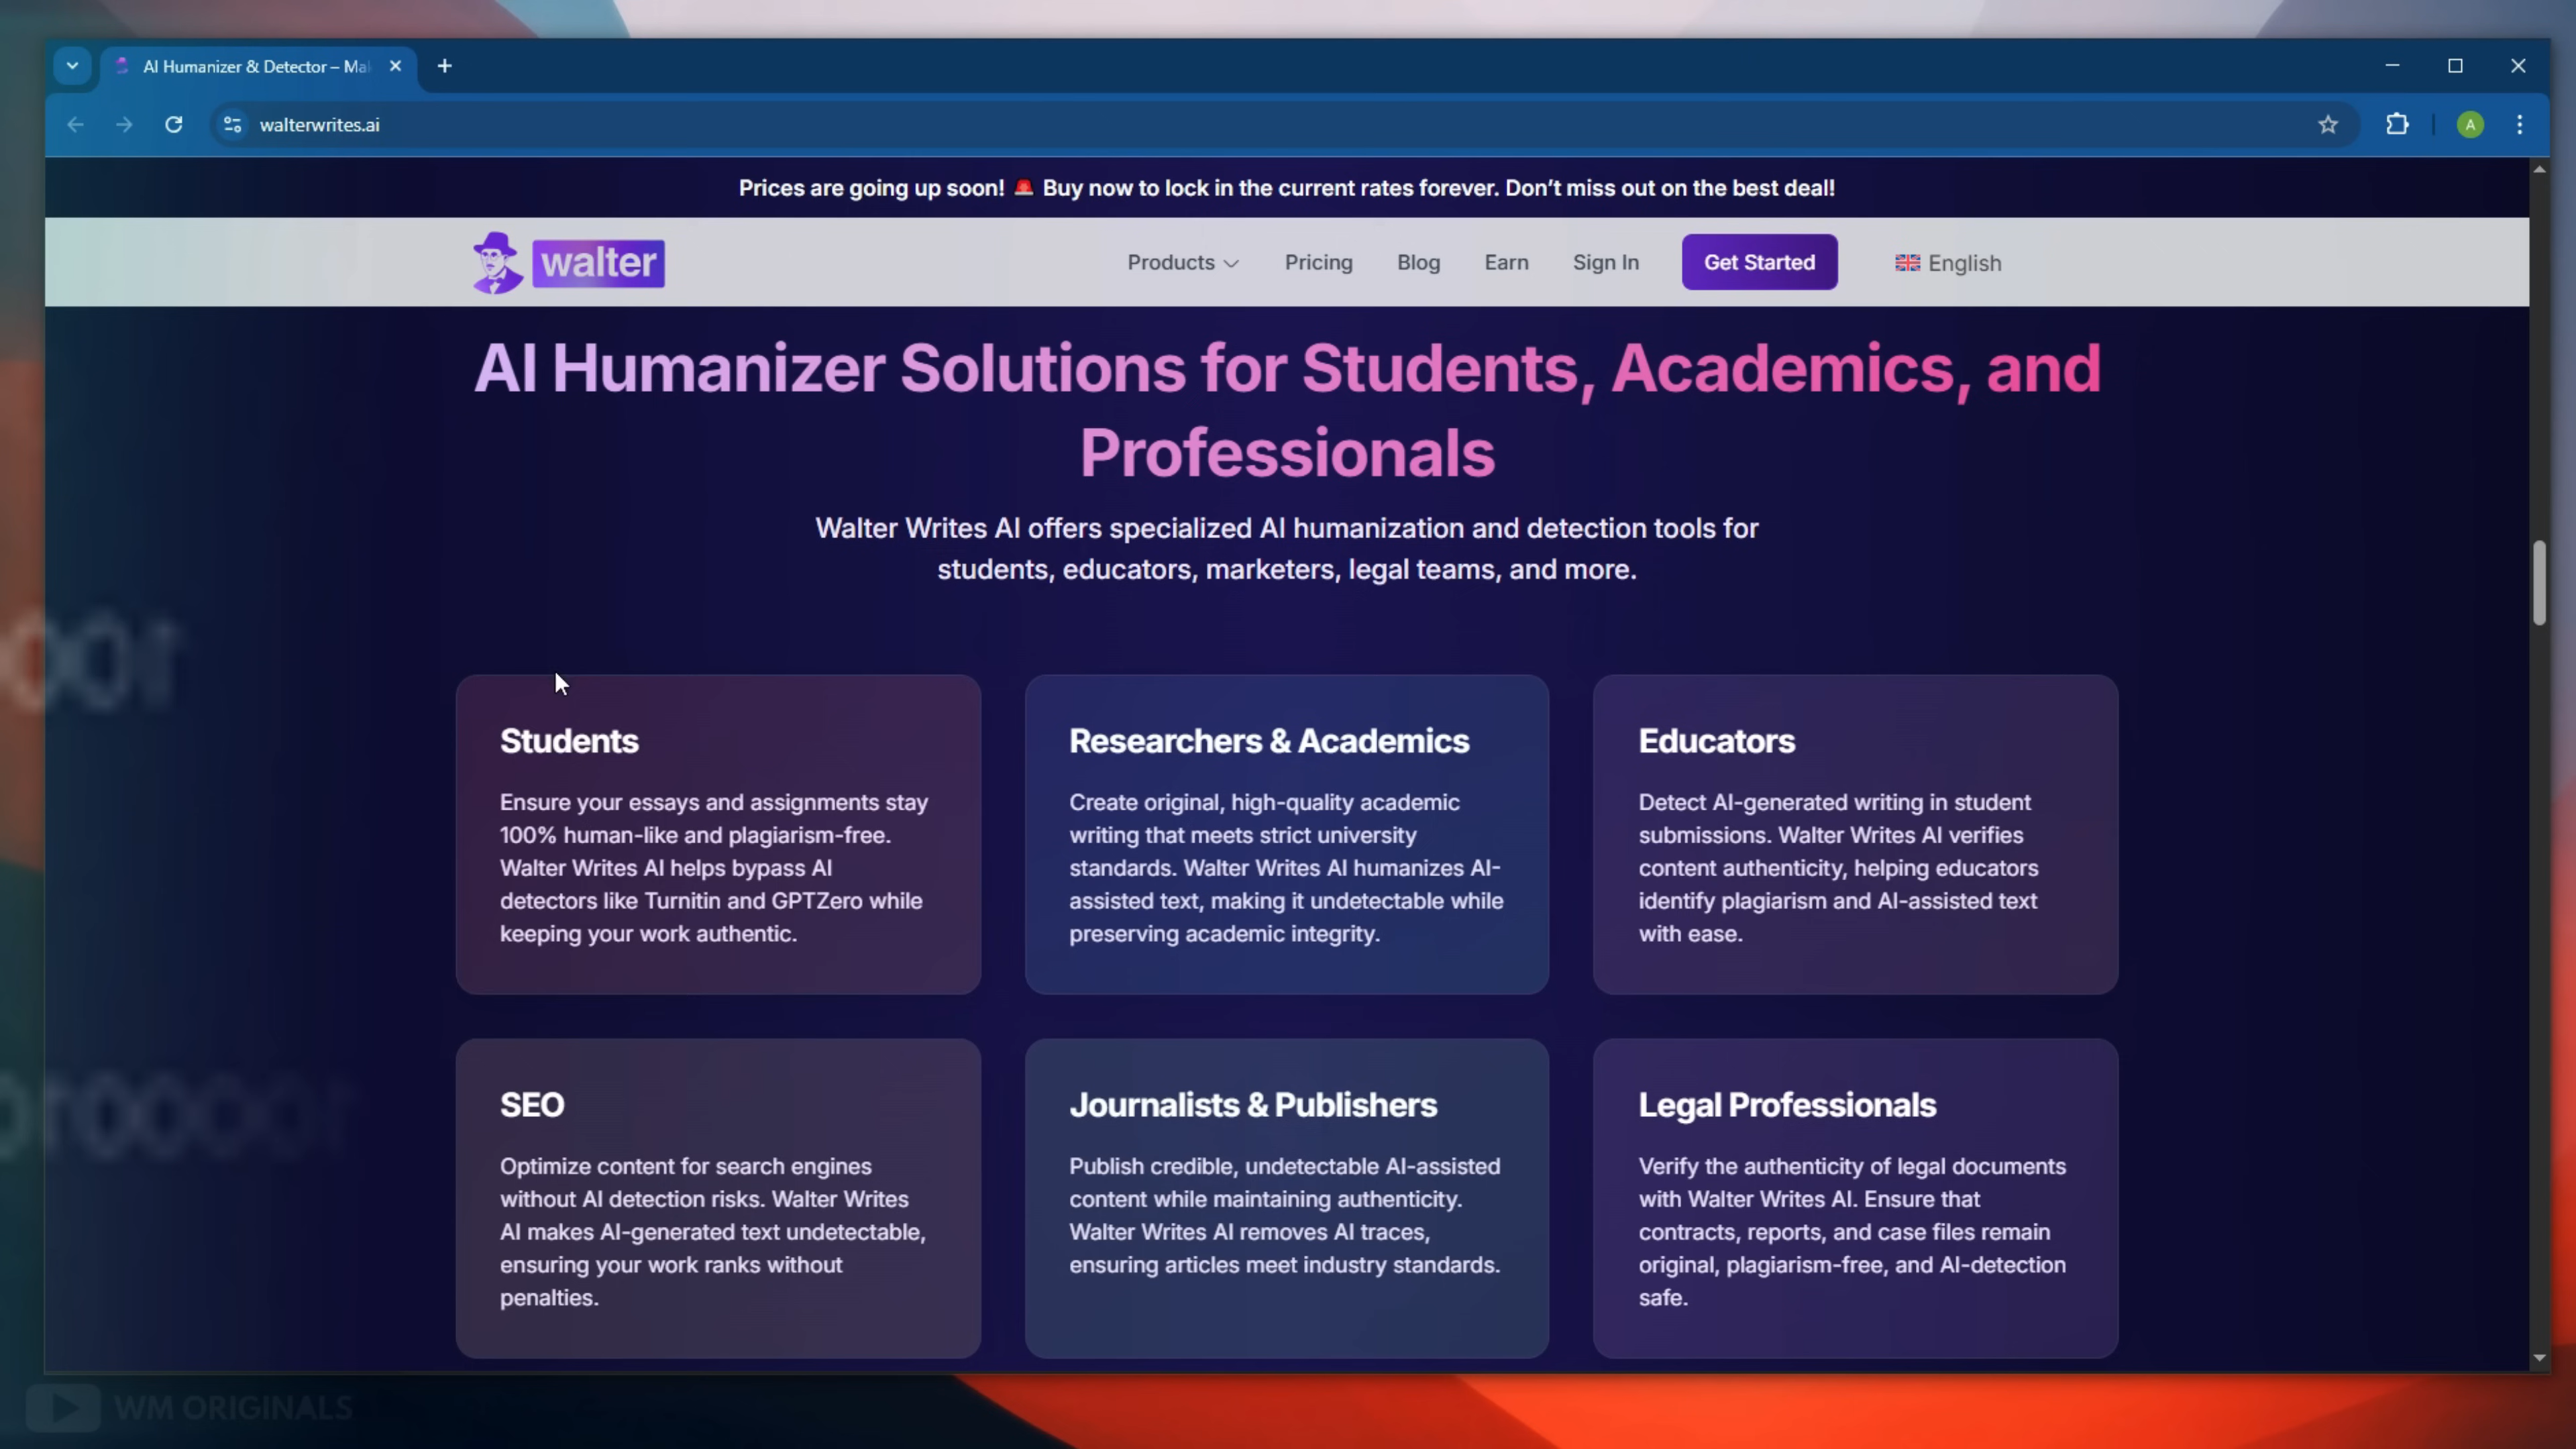 AI Humanizer & Detector – Ma
walterwrites.ai
A
Prices are going up soon! 🚨 Buy now to lock in the current rates forever. Don't miss out on the best deal!
walter
Products Pricing Blog Earn Sign In Get Started English
AI Humanizer Solutions for Students, Academics, and
Professionals
Walter Writes AI offers specialized AI humanization and detection tools for
students, educators, marketers, legal teams, and more.
Students
Ensure your essays and assignments stay
100% human-like and plagiarism-free.
Walter Writes AI helps bypass AI
detectors like Turnitin and GPTZero while
keeping your work authentic.
Researchers & Academics
Create original, high-quality academic
writing that meets strict university
standards. Walter Writes AI humanizes AI-
assisted text, making it undetectable while
preserving academic integrity.
Educators
Detect AI-generated writing in student
submissions. Walter Writes AI verifies
content authenticity, helping educators
identify plagiarism and AI-assisted text
with ease.
SEO
Optimize content for search engines
without AI detection risks. Walter Writes
AI makes AI-generated text undetectable,
ensuring your work ranks without
penalties.
Journalists & Publishers
Publish credible, undetectable AI-assisted
content while maintaining authenticity.
Walter Writes AI removes AI traces,
ensuring articles meet industry standards.
Legal Professionals
Verify the authenticity of legal documents
with Walter Writes AI. Ensure that
contracts, reports, and case files remain
original, plagiarism-free, and AI-detection
safe.
WM ORIGINALS